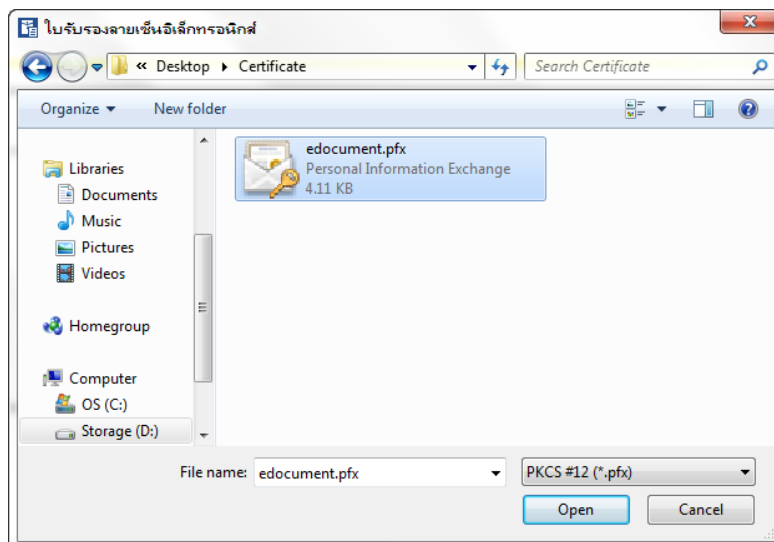 ใบรับรองลายเซ็นอิเล็กทรอนิกส์
« Desktop Certificate
Search Certificate
Organize
New folder
Libraries
Documents
Music
Pictures
Videos
Homegroup
Computer
OS (C:)
Storage (D:)
edocument.pfx
Personal Information Exchange
4.11 KB
File name: edocument.pfx
PKCS #12 (*.pfx)
Open
Cancel